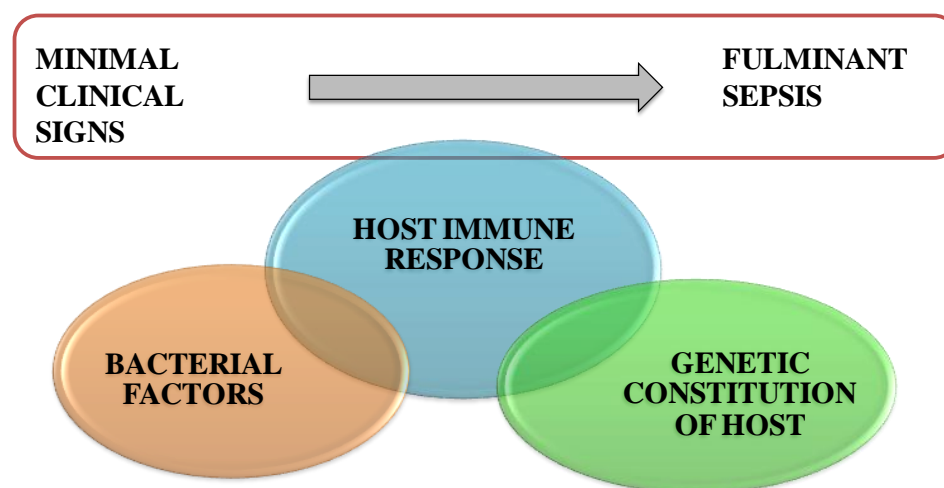 MINIMAL
CLINICAL
SIGNS
FULMINANT
SEPSIS
HOST IMMUNE
RESPONSE
BACTERIAL
FACTORS
GENETIC
CONSTITUTION
OF HOST